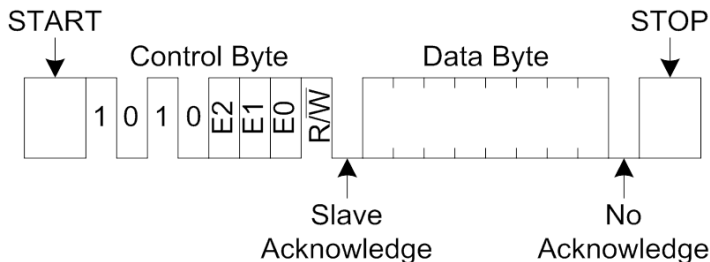 START
STOP
Control Byte
Data Byte
1 0 1 0 E2 E1 E0 R/W̅
Slave
Acknowledge
No
Acknowledge